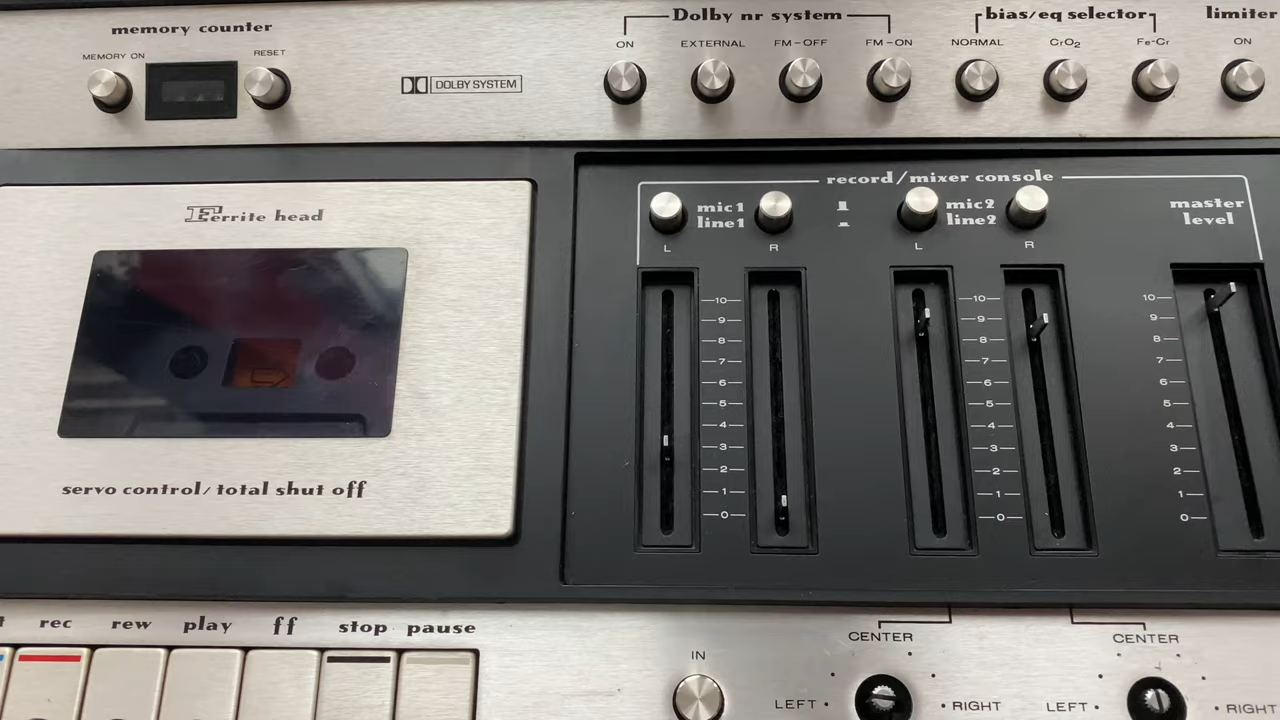 memory counter
MEMORY ON
RESET
DOLBY SYSTEM
Dolby nr system
ON
EXTERNAL
FM-OFF
FM-ON
bias/eq selector
NORMAL
CrO2
Fe-Cr
limiter
ON
Ferrite head
servo control/total shut off
record/mixer console
mic1
line1
L
R
mic2
line2
L
R
master
level
10
9
8
7
6
5
4
3
2
1
0
10
9
8
7
6
5
4
3
2
1
0
10
9
8
7
6
5
4
3
2
1
0
rec
rew
play
ff
stop
pause
IN
CENTER
LEFT
RIGHT
CENTER
LEFT
RIGHT